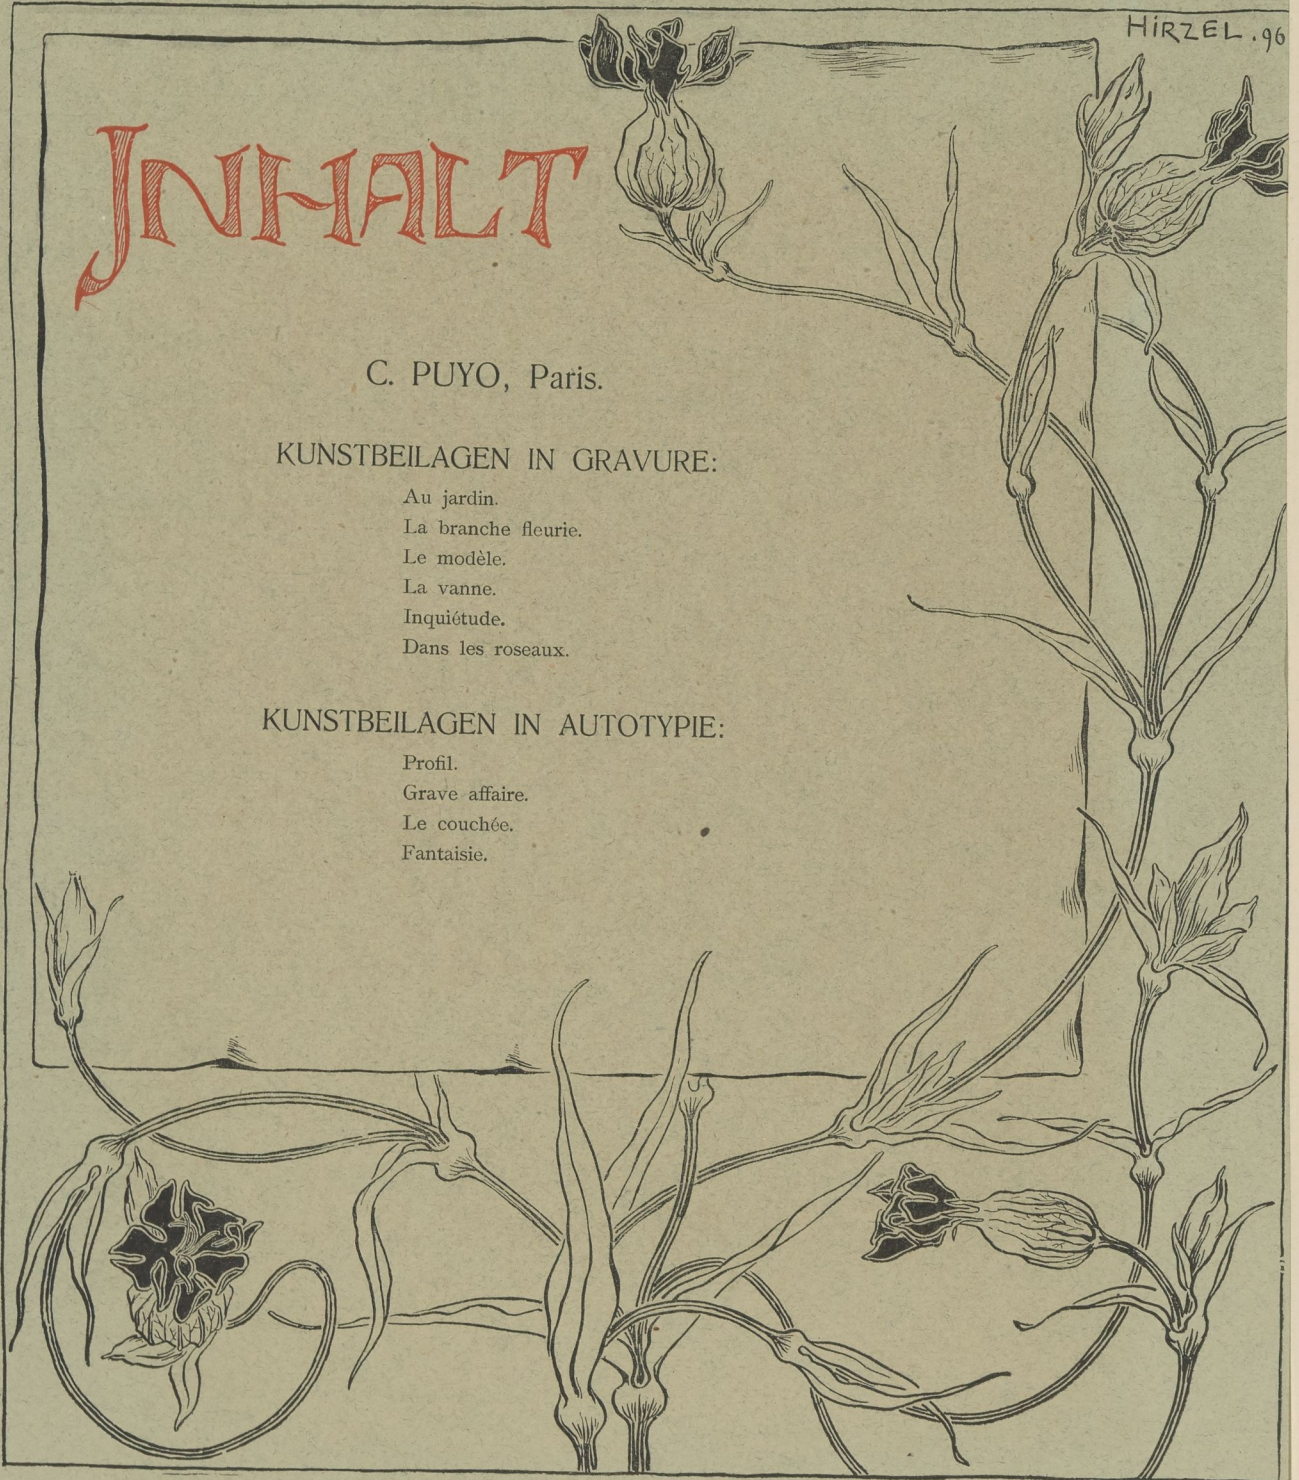 HIRZEL . 96
JNHALT
C. PUYO, Paris.
KUNSTBEILAGEN IN GRAVURE:
Au jardin.
La branche fleurie.
Le modèle.
La vanne.
Inquiétude.
Dans les roseaux.
KUNSTBEILAGEN IN AUTOTYPIE:
Profil.
Grave affaire.
Le couchée.
Fantaisie.